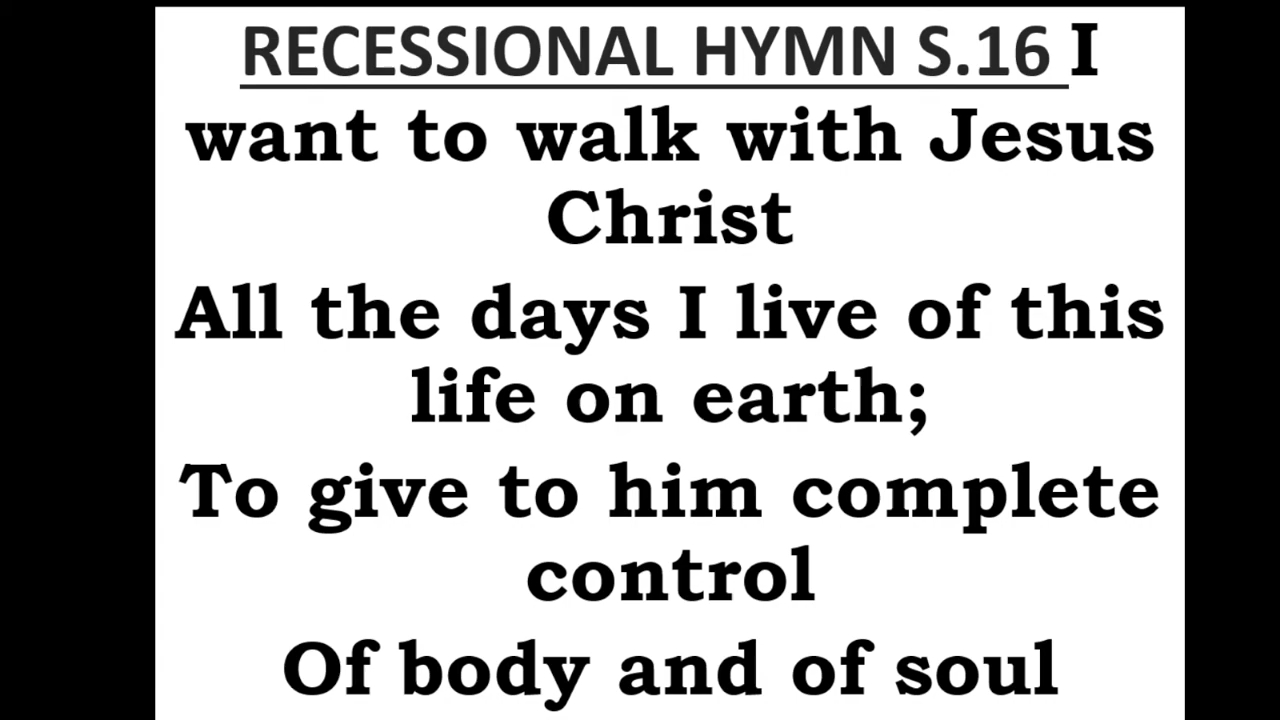 RECESSIONAL HYMN S.16 I
want to walk with Jesus
Christ
All the days I live of this
life on earth;
To give to him complete
control
Of body and of soul